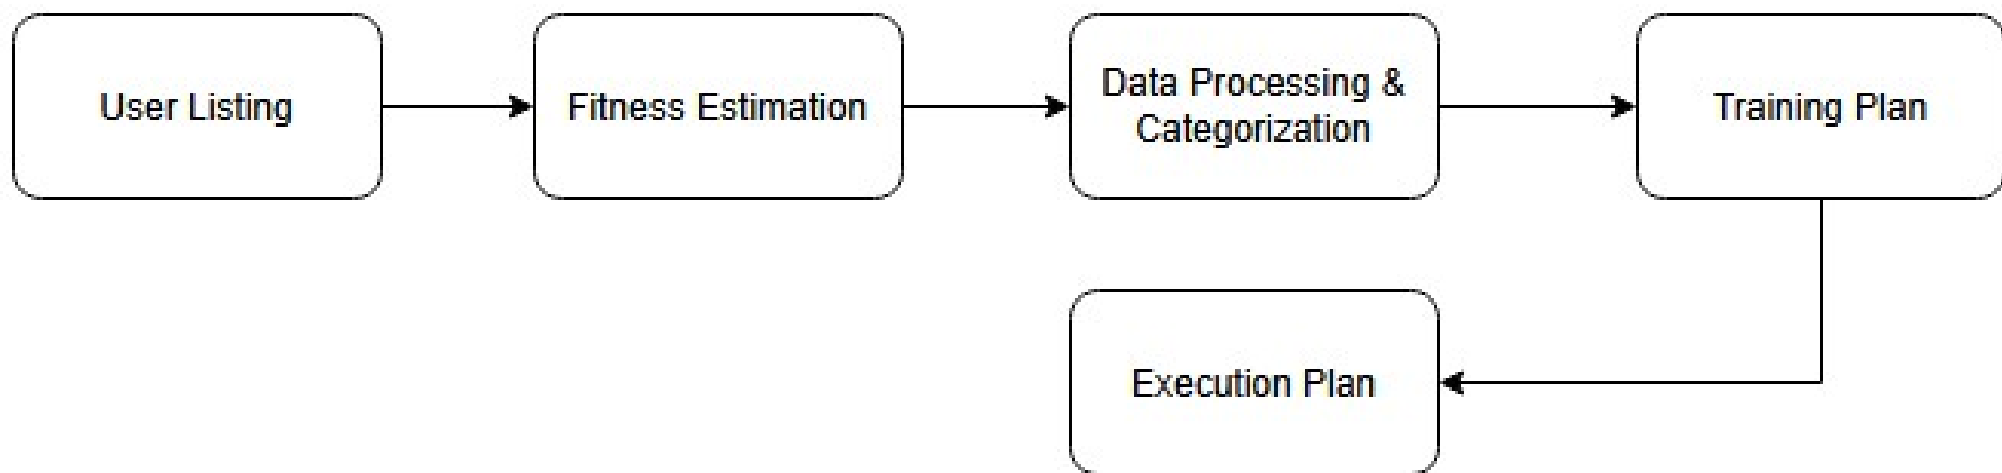 User Listing
Fitness Estimation
Data Processing &
Categorization
Training Plan
Execution Plan